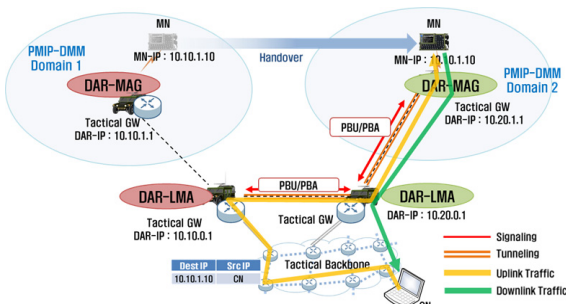 MN
MN
PMIP-DMM
Domain 1
MN-IP : 10.10.1.10
Handover
MN-IP : 10.10.1.10
PMIP-DMM
Domain 2
DAR-MAG
DAR-MAG
Tactical GW
DAR-IP : 10.10.1.1
Tactical GW
DAR-IP : 10.20.1.1
PBU/PBA
PBU/PBA
DAR-LMA
DAR-LMA
DAR-IP : 10.20.0.1
Tactical GW
DAR-IP : 10.10.0.1
Tactical GW
Tactical Backbone
Dest IP Src IP
10.10.1.10 CN
Signaling
Tunneling
Uplink Traffic
Downlink Traffic
CN